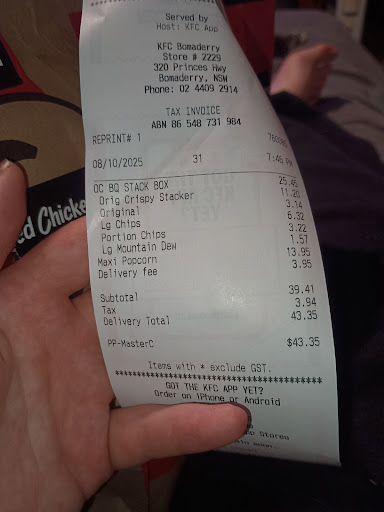 Served by
Host: KFC App
KFC Bomaderry
Store # 2229
320 Princes Hwy
Bomaderry, NSW
Phone: 02 4409 2914
TAX INVOICE
ABN 86 548 731 984
REPRINT# 1
08/10/2025 31 7:46 PM
OC BQ STACK BOX 25.45
Orig Crispy Stacker 11.20
Original 3.14
Lg Chips 6.32
Portion Chips 3.22
Lg Mountain Dew 1.57
Maxi Popcorn 13.95
Delivery fee 3.95
Subtotal 39.41
Tax 3.94
Delivery Total 43.35
PP-MasterC $43.35
Items with * exclude GST.
****************************************
GOT THE KFC APP YET?
Order on iPhone or Android
App Stores
****************************************
ed Chicke